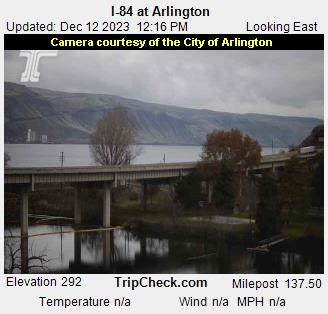 I-84 at Arlington
Updated: Dec 12 2023 12:16 PM Looking East
Camera courtesy of the City of Arlington
Elevation 292 TripCheck.com Milepost 137.50
Temperature n/a Wind n/a MPH n/a